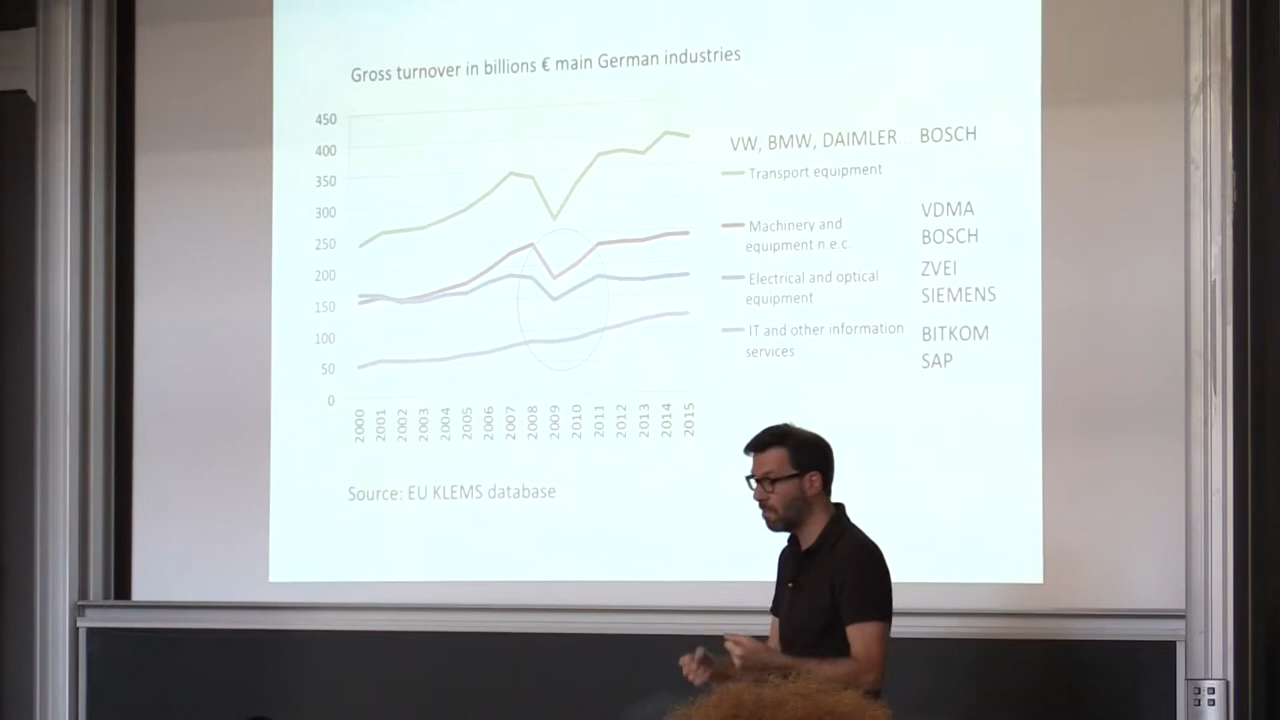 Gross turnover in billions € main German industries
450
400
350
300
250
200
150
100
50
0
2000
2001
2002
2003
2004
2005
2006
2007
2008
2009
2010
2011
2012
2013
2014
2015
VW, BMW, DAIMLER... BOSCH
Transport equipment
Machinery and
equipment n.e.c.
VDMA
BOSCH
Electrical and optical
equipment
ZVEI
SIEMENS
IT and other information
services
BITKOM
SAP
Source: EU KLEMS database